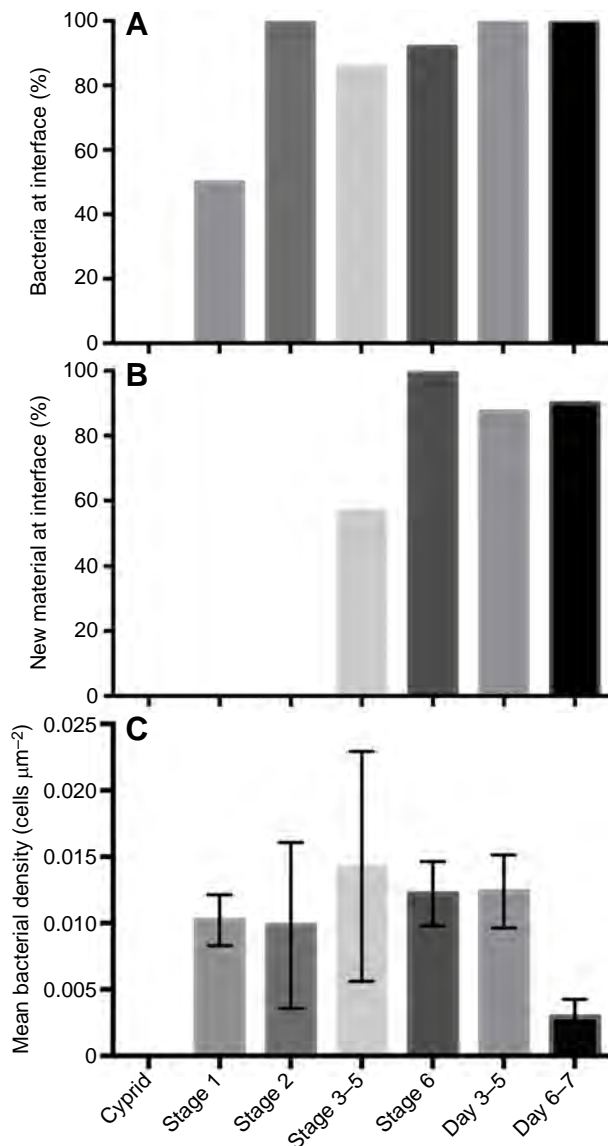 A
Bacteria at interface (%)
100
80
60
40
20
0
B
New material at interface (%)
100
80
60
40
20
0
C
Mean bacterial density (cells μm⁻²)
0.025
0.020
0.015
0.010
0.005
0
Cyprid
Stage 1
Stage 2
Stage 3–5
Stage 6
Day 3–5
Day 6–7